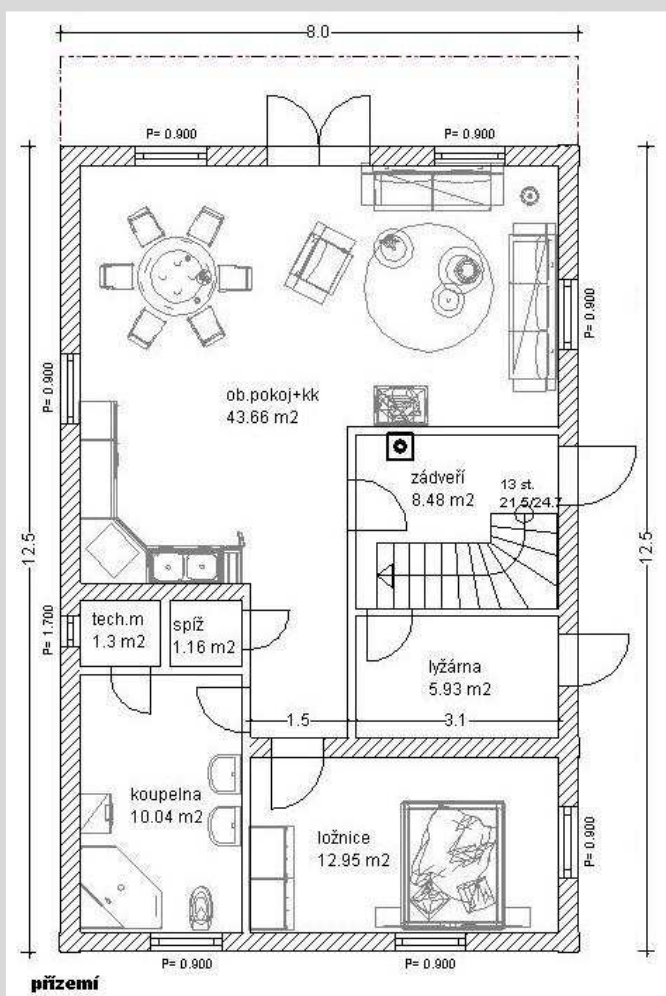 8.0
P= 0.900
P= 0.900
P= 0.900
P= 0.900
ob.pokoj+kk
43.66 m2
zádveří
8.48 m2
13 st.
21.5/24.7
12.5
12.5
P= 1.700
tech.m
1.3 m2
spíž
1.16 m2
lyžárna
5.93 m2
1.5
3.1
koupelna
10.04 m2
ložnice
12.95 m2
P= 0.900
P= 0.900
P= 0.900
přízemí